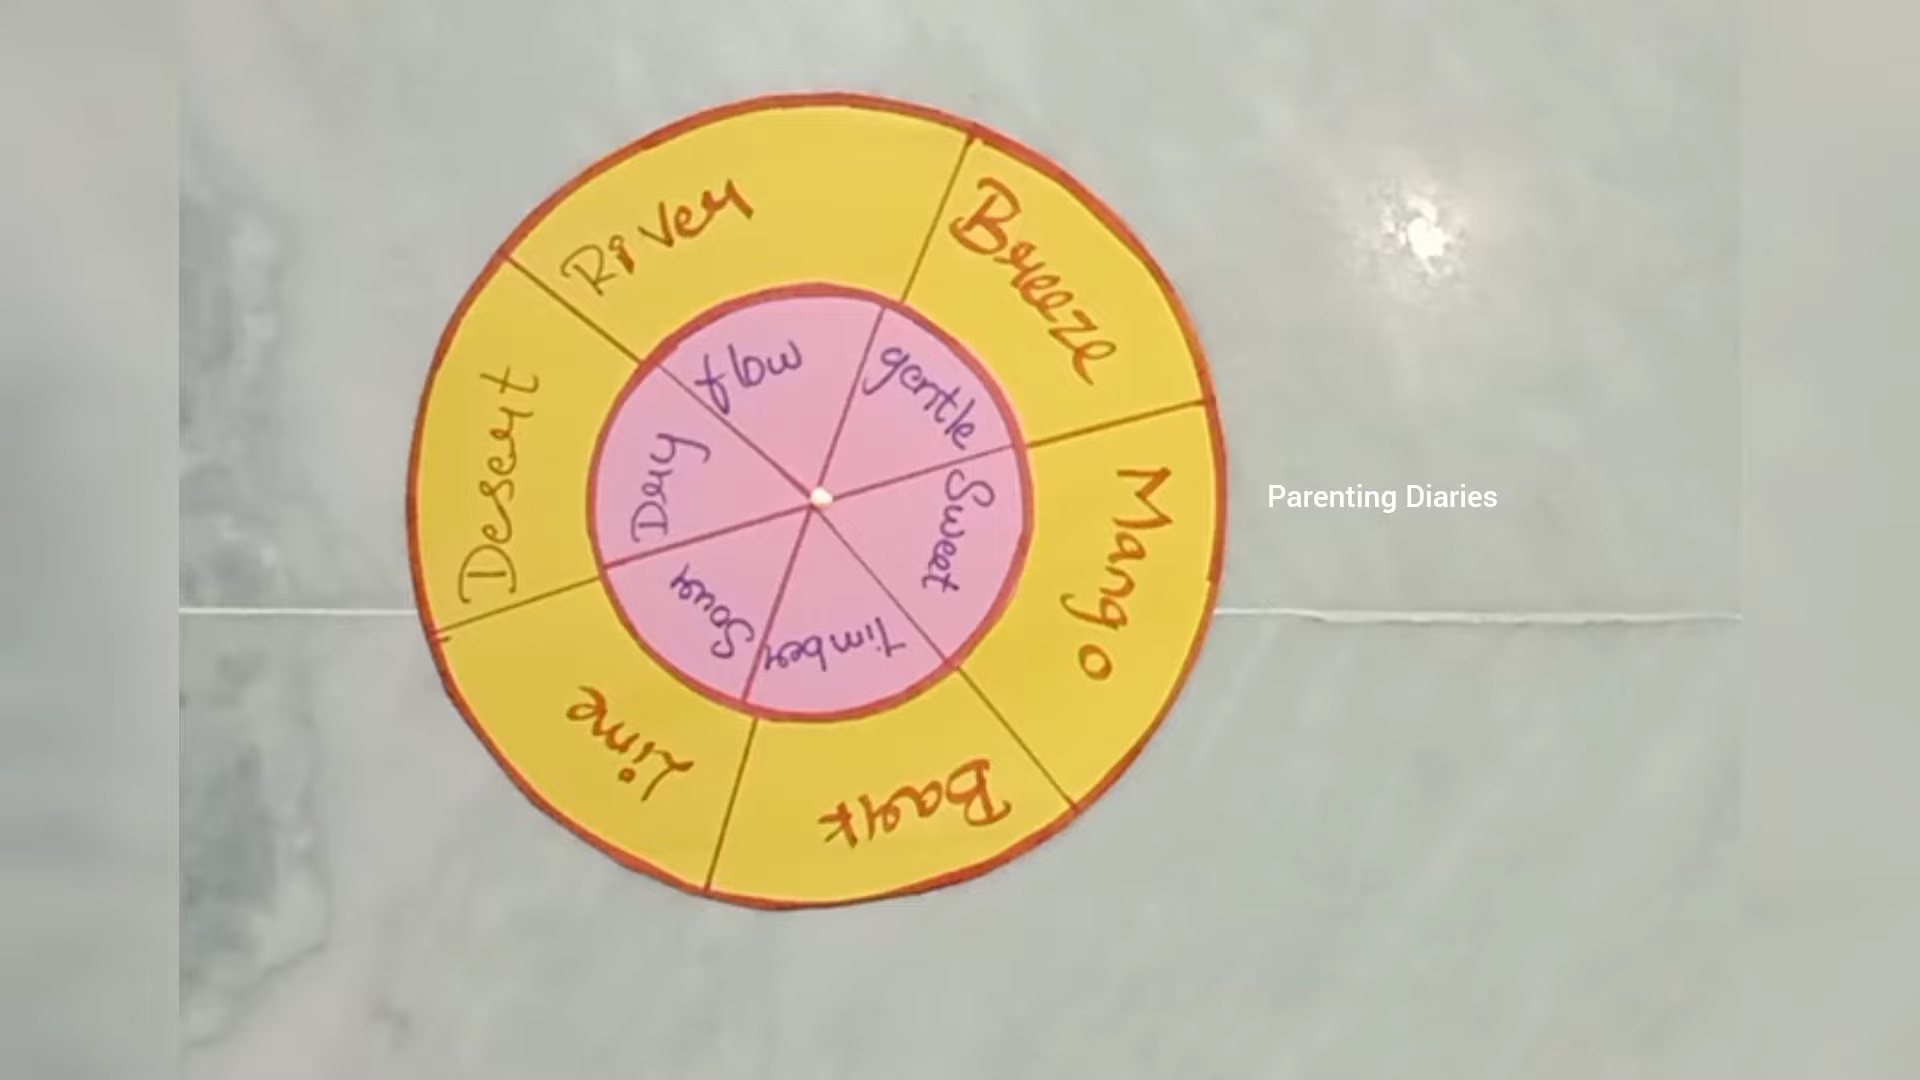 River
Breeze
Mango
Bark
Lime
Desert
flow
gentle
Sweet
Timber
Sour
Dry
Parenting Diaries